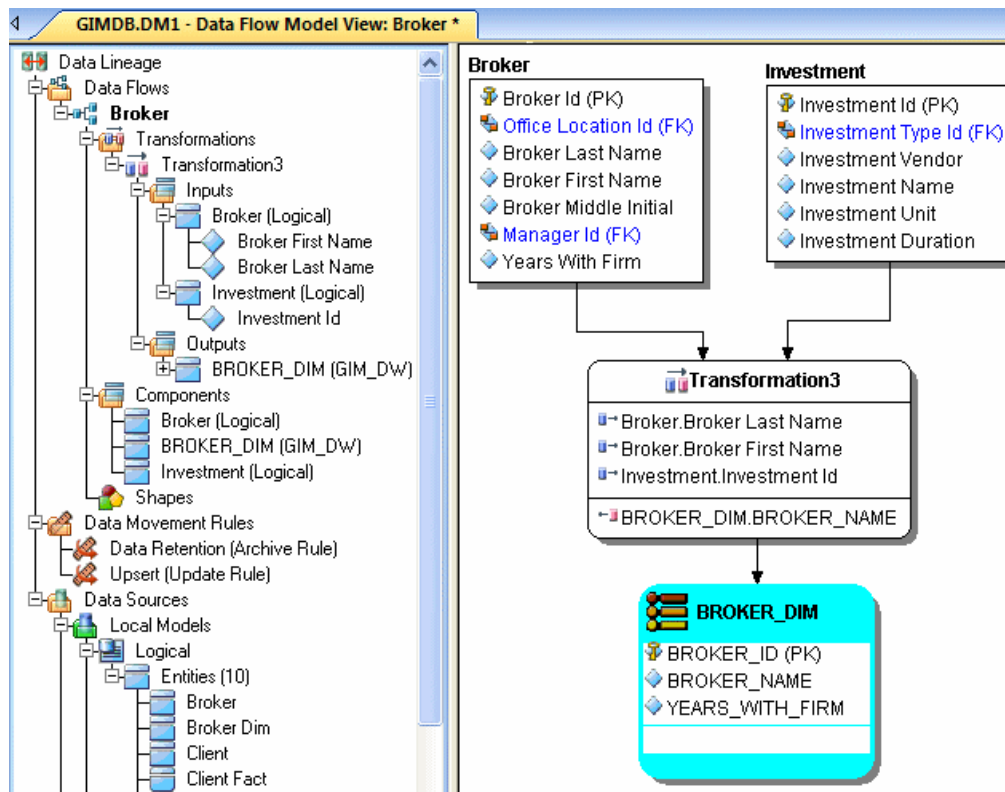 GIMDB.DM1 - Data Flow Model View: Broker *
Data Lineage
Data Flows
Broker
Transformations
Transformation3
Inputs
Broker (Logical)
Broker First Name
Broker Last Name
Investment (Logical)
Investment Id
Outputs
BROKER_DIM (GIM_DW)
Components
Broker (Logical)
BROKER_DIM (GIM_DW)
Investment (Logical)
Shapes
Data Movement Rules
Data Retention (Archive Rule)
Upsert (Update Rule)
Data Sources
Local Models
Logical
Entities (10)
Broker
Broker Dim
Client
Client Fact
Broker
Broker Id (PK)
Office Location Id (FK)
Broker Last Name
Broker First Name
Broker Middle Initial
Manager Id (FK)
Years With Firm
Investment
Investment Id (PK)
Investment Type Id (FK)
Investment Vendor
Investment Name
Investment Unit
Investment Duration
Transformation3
Broker.Broker Last Name
Broker.Broker First Name
Investment.Investment Id
BROKER_DIM.BROKER_NAME
BROKER_DIM
BROKER_ID (PK)
BROKER_NAME
YEARS_WITH_FIRM